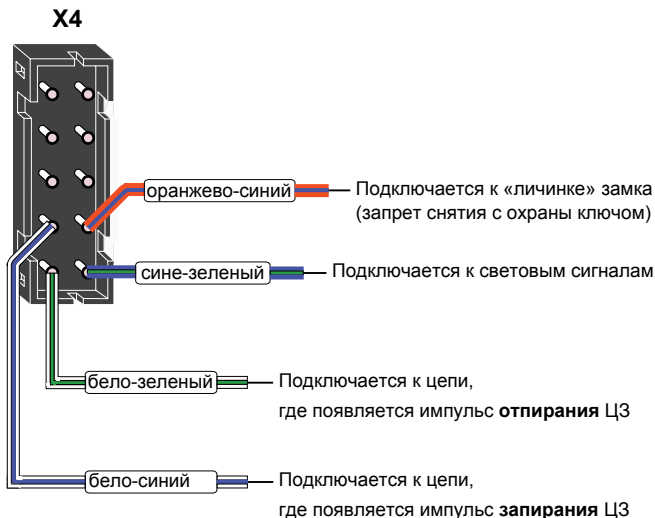 X4
оранжево-синий
Подключается к «личинке» замка
(запрет снятия с охраны ключом)
сине-зеленый
Подключается к световым сигналам
бело-зеленый
Подключается к цепи,
где появляется импульс отпирания ЦЗ
бело-синий
Подключается к цепи,
где появляется импульс запирания ЦЗ